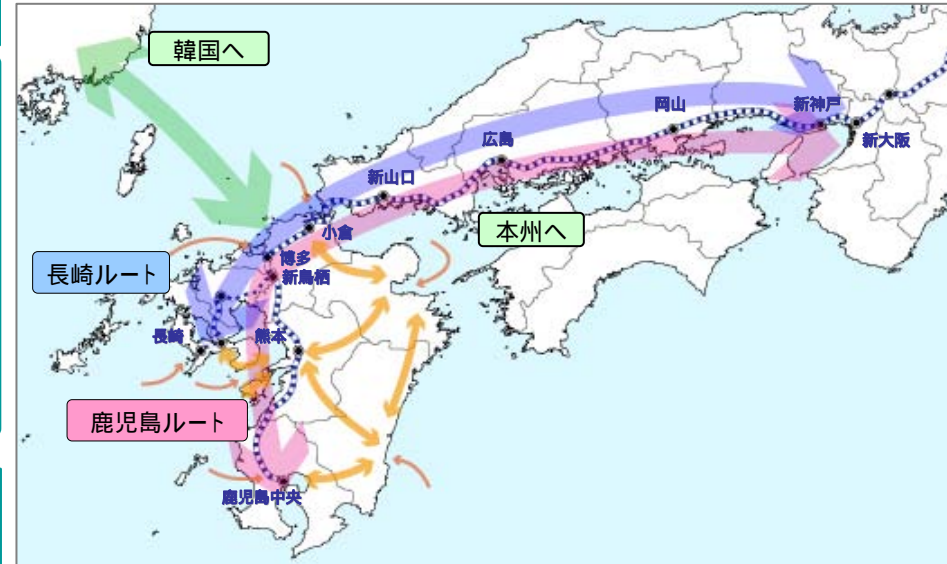 韓国へ
岡山
新神戸
新大阪
広島
新山口
小倉
本州へ
博多
新鳥栖
長崎ルート
長崎
熊本
鹿児島ルート
鹿児島中央